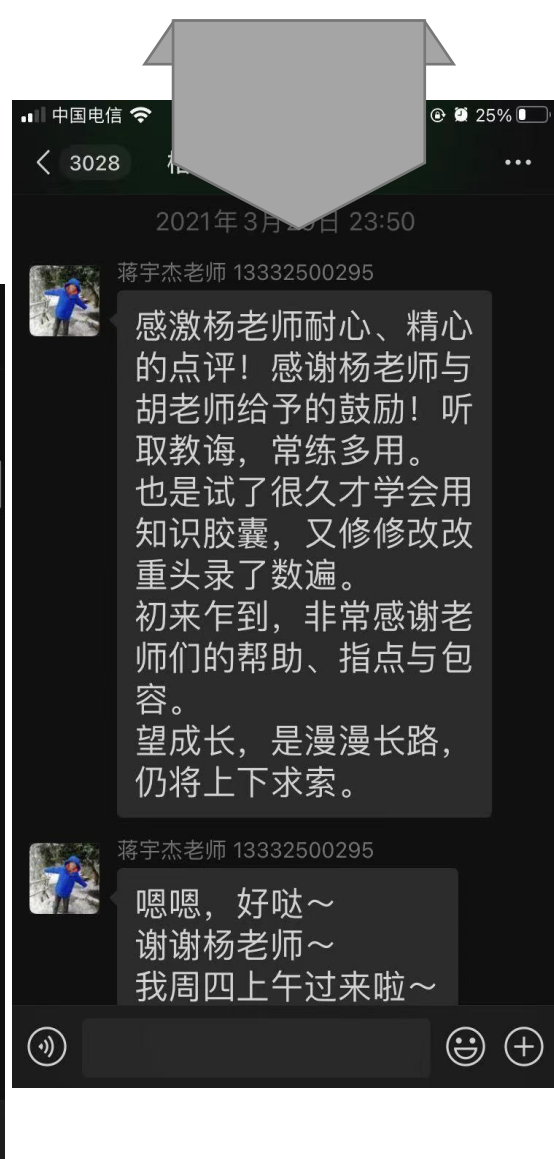 中国电信
25%
3028
2021年3月 日 23:50
蒋宇杰老师 13332500295
感激杨老师耐心、精心
的点评！感谢杨老师与
胡老师给予的鼓励！听
取教诲，常练多用。
也是试了很久才学会用
知识胶囊，又修修改改
重头录了数遍。
初来乍到，非常感谢老
师们的帮助、指点与包
容。
望成长，是漫漫长路，
仍将上下求索。
蒋宇杰老师 13332500295
嗯嗯，好哒～
谢谢杨老师～
我周四上午过来啦～